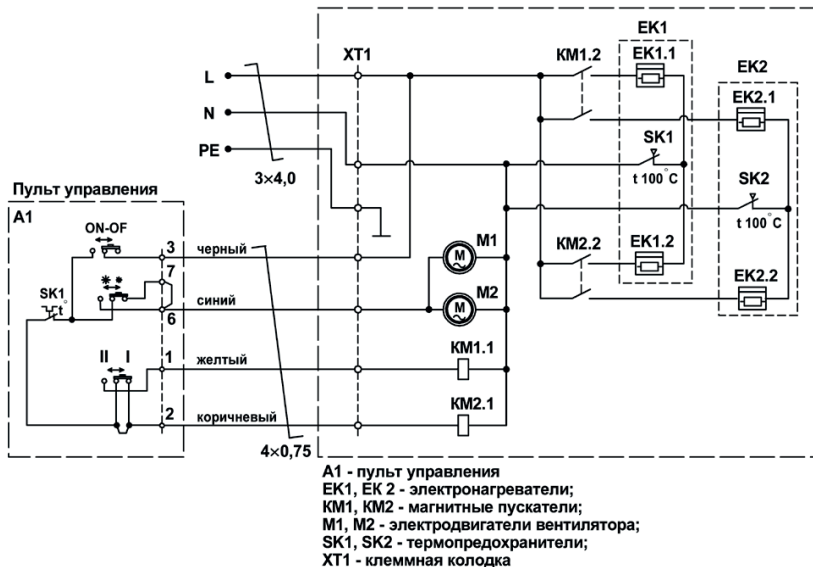 EK1
XT1
KM1.2
EK1.1
EK2
L
EK2.1
N
SK1
PE
3×4,0
t 100°C
SK2
Пульт управления
A1
t 100°C
ON-OF
M1
3
черный
M
KM2.2
EK1.2
7
SK1
M2
t°
синий
M
EK2.2
6
KM1.1
II I
1
желтый
KM2.1
2
коричневый
4×0,75
A1 - пульт управления
EK1, EK 2 - электронагреватели;
KM1, KM2 - магнитные пускатели;
M1, M2 - электродвигатели вентилятора;
SK1, SK2 - термопредохранители;
XT1 - клеммная колодка